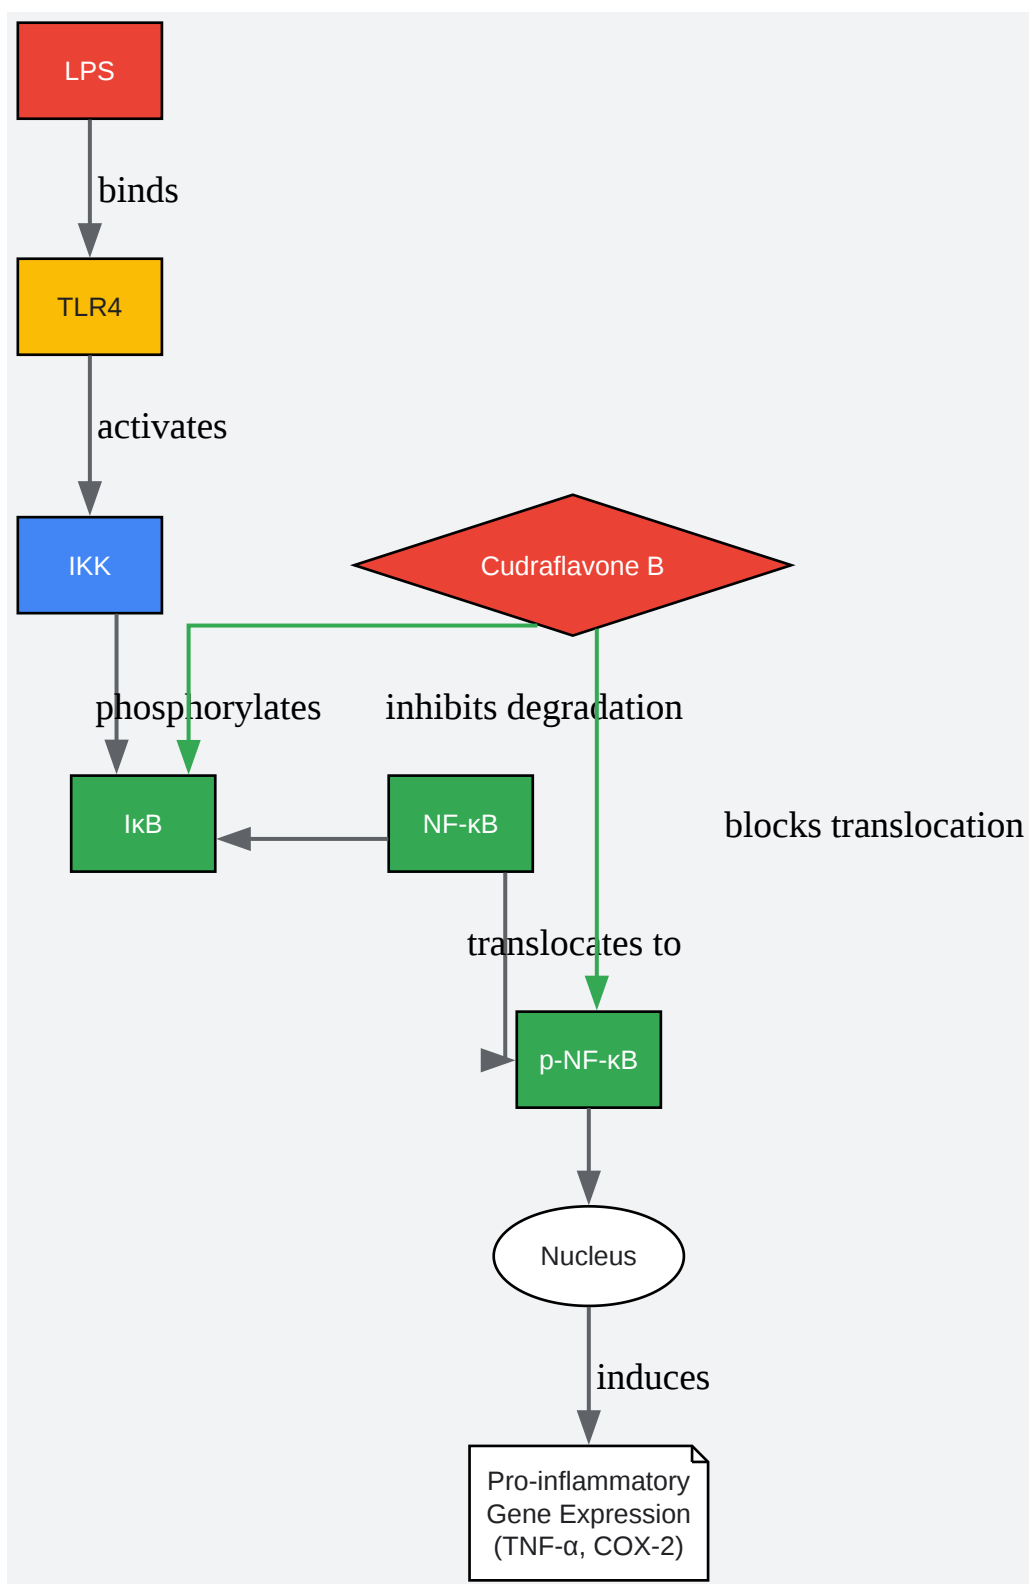 LPS
binds
TLR4
activates
IKK
Cudraflavone B
phosphorylates
inhibits degradation
IκB
NF-κB
blocks translocation
translocates to
p-NF-κB
Nucleus
induces
Pro-inflammatory
Gene Expression
(TNF-α, COX-2)